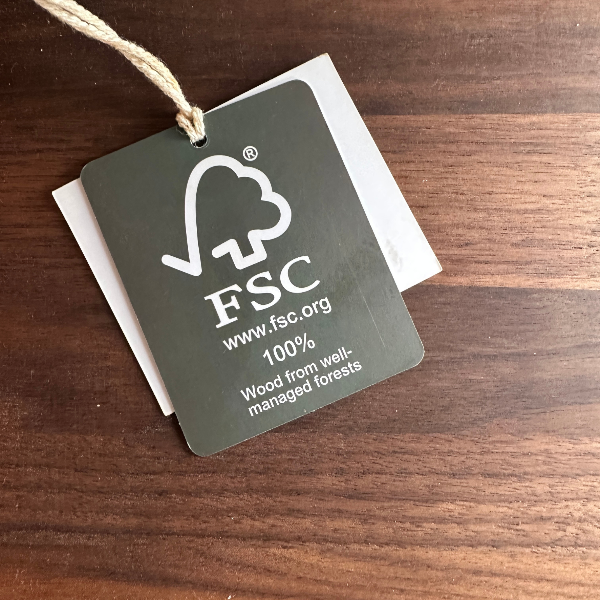 ®
FSC
www.fsc.org
100%
Wood from well-
managed forests